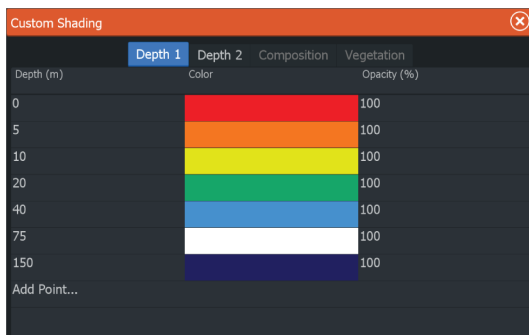 Custom Shading
Depth 1 Depth 2 Composition Vegetation
Depth (m) Color Opacity (%)
0 100
5 100
10 100
20 100
40 100
75 100
150 100
Add Point...